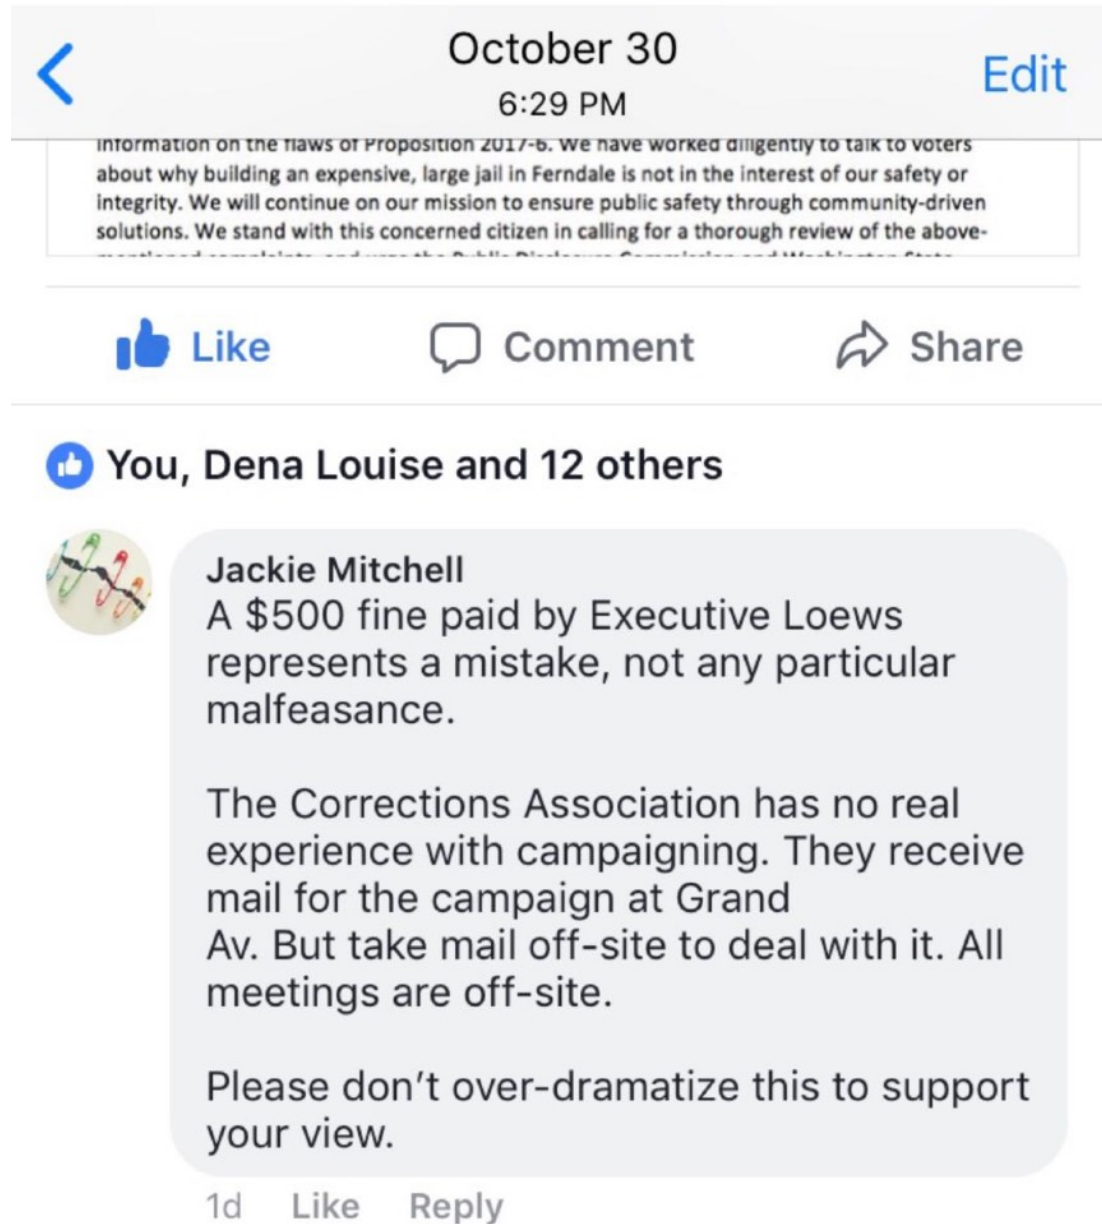 October 30
Edit
6:29 PM
information on the flaws of Proposition 2017-6. We have worked diligently to talk to voters
about why building an expensive, large jail in Ferndale is not in the interest of our safety or
integrity. We will continue on our mission to ensure public safety through community-driven
solutions. We stand with this concerned citizen in calling for a thorough review of the above-
Like
Comment
Share
You, Dena Louise and 12 others
Jackie Mitchell
A $500 fine paid by Executive Loews
represents a mistake, not any particular
malfeasance.
The Corrections Association has no real
experience with campaigning. They receive
mail for the campaign at Grand
Av. But take mail off-site to deal with it. All
meetings are off-site.
Please don't over-dramatize this to support
your view.
1d Like Reply